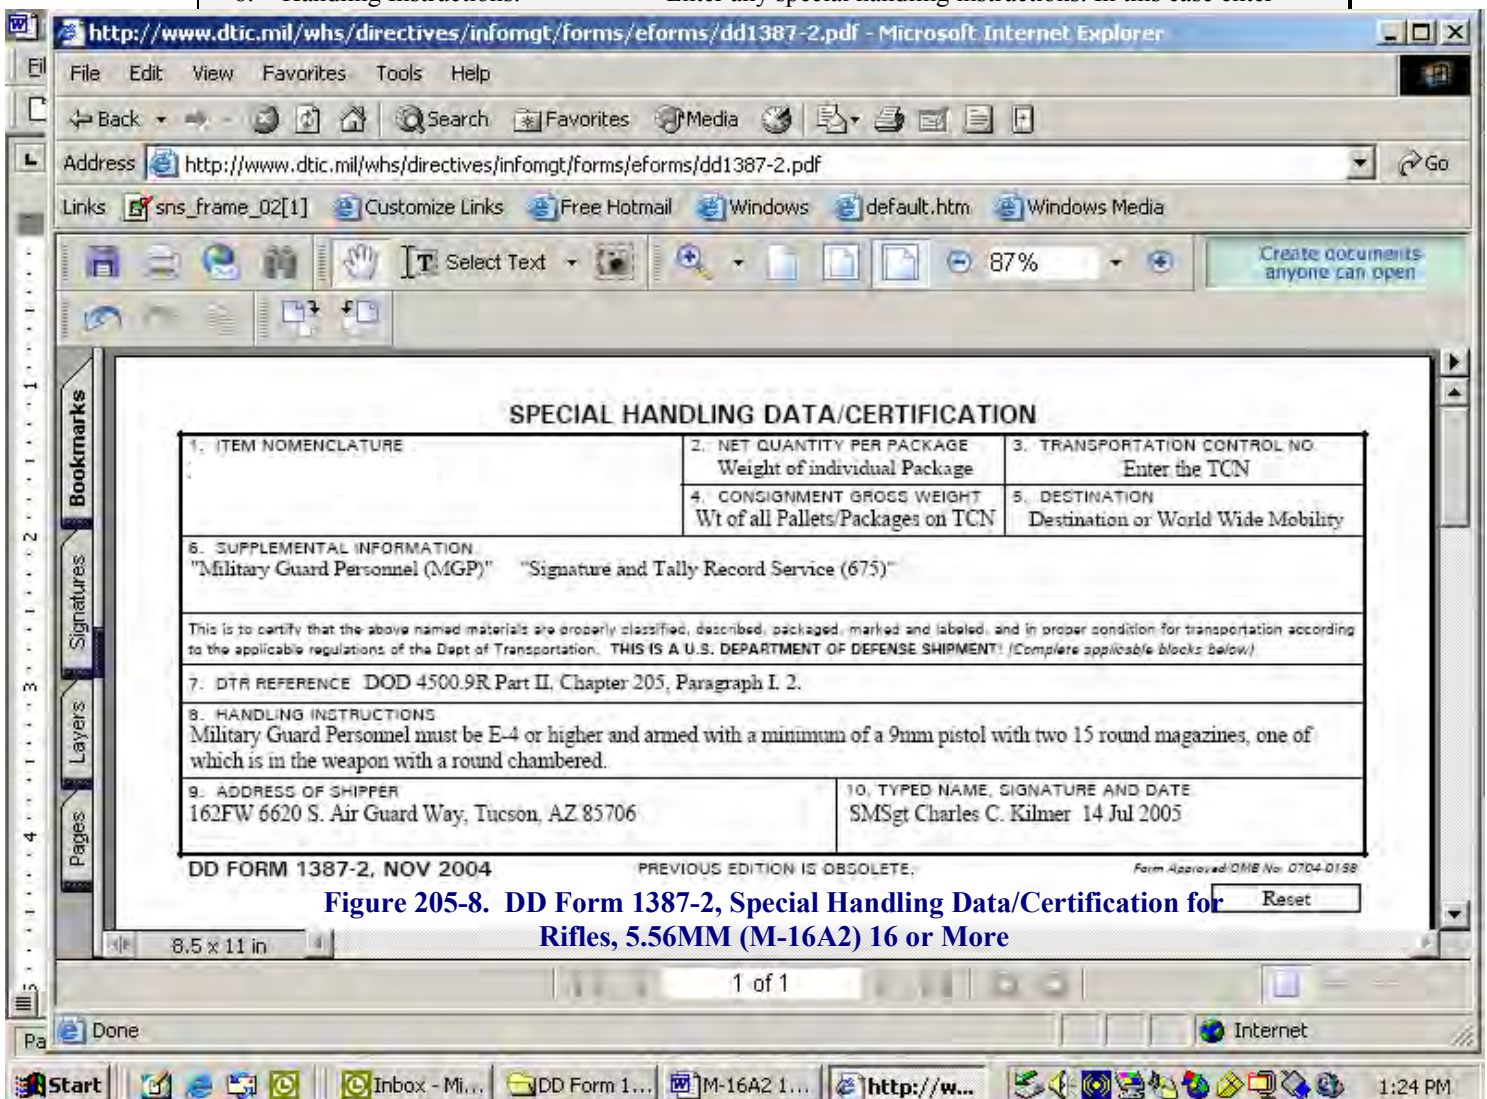 8. Handling Instructions. Enter any special handling instructions. In this case enter
http://www.dtic.mil/whs/directives/infomgt/forms/eforms/dd1387-2.pdf - Microsoft Internet Explorer
File Edit View Favorites Tools Help
Back Search Favorites Media
Address http://www.dtic.mil/whs/directives/infomgt/forms/eforms/dd1387-2.pdf Go
Links sns_frame_02[1] Customize Links Free Hotmail Windows default.htm Windows Media
Select Text 87% Create documents
anyone can open
Bookmarks
Signatures
Layers
Pages
SPECIAL HANDLING DATA/CERTIFICATION
1. ITEM NOMENCLATURE
2. NET QUANTITY PER PACKAGE
Weight of individual Package
3. TRANSPORTATION CONTROL NO.
Enter the TCN
4. CONSIGNMENT GROSS WEIGHT
Wt of all Pallets/Packages on TCN
5. DESTINATION
Destination or World Wide Mobility
6. SUPPLEMENTAL INFORMATION
"Military Guard Personnel (MGP)" "Signature and Tally Record Service (675)"
This is to certify that the above named materials are properly classified, described, packaged, marked and labeled, and in proper condition for transportation according
to the applicable regulations of the Dept of Transportation. THIS IS A U.S. DEPARTMENT OF DEFENSE SHIPMENT! (Complete applicable blocks below)
7. DTR REFERENCE DOD 4500.9R Part II, Chapter 205, Paragraph I. 2.
8. HANDLING INSTRUCTIONS
Military Guard Personnel must be E-4 or higher and armed with a minimum of a 9mm pistol with two 15 round magazines, one of
which is in the weapon with a round chambered.
9. ADDRESS OF SHIPPER
162FW 6620 S. Air Guard Way, Tucson, AZ 85706
10. TYPED NAME, SIGNATURE AND DATE
SMSgt Charles C. Kilmer 14 Jul 2005
DD FORM 1387-2, NOV 2004 PREVIOUS EDITION IS OBSOLETE. Form Approved/OMB No. 0704-0188
Reset
Figure 205-8. DD Form 1387-2, Special Handling Data/Certification for
Rifles, 5.56MM (M-16A2) 16 or More
8.5 x 11 in
1 of 1
Done Internet
Start Inbox - Mi... DD Form 1... M-16A2 1... http://w... 1:24 PM